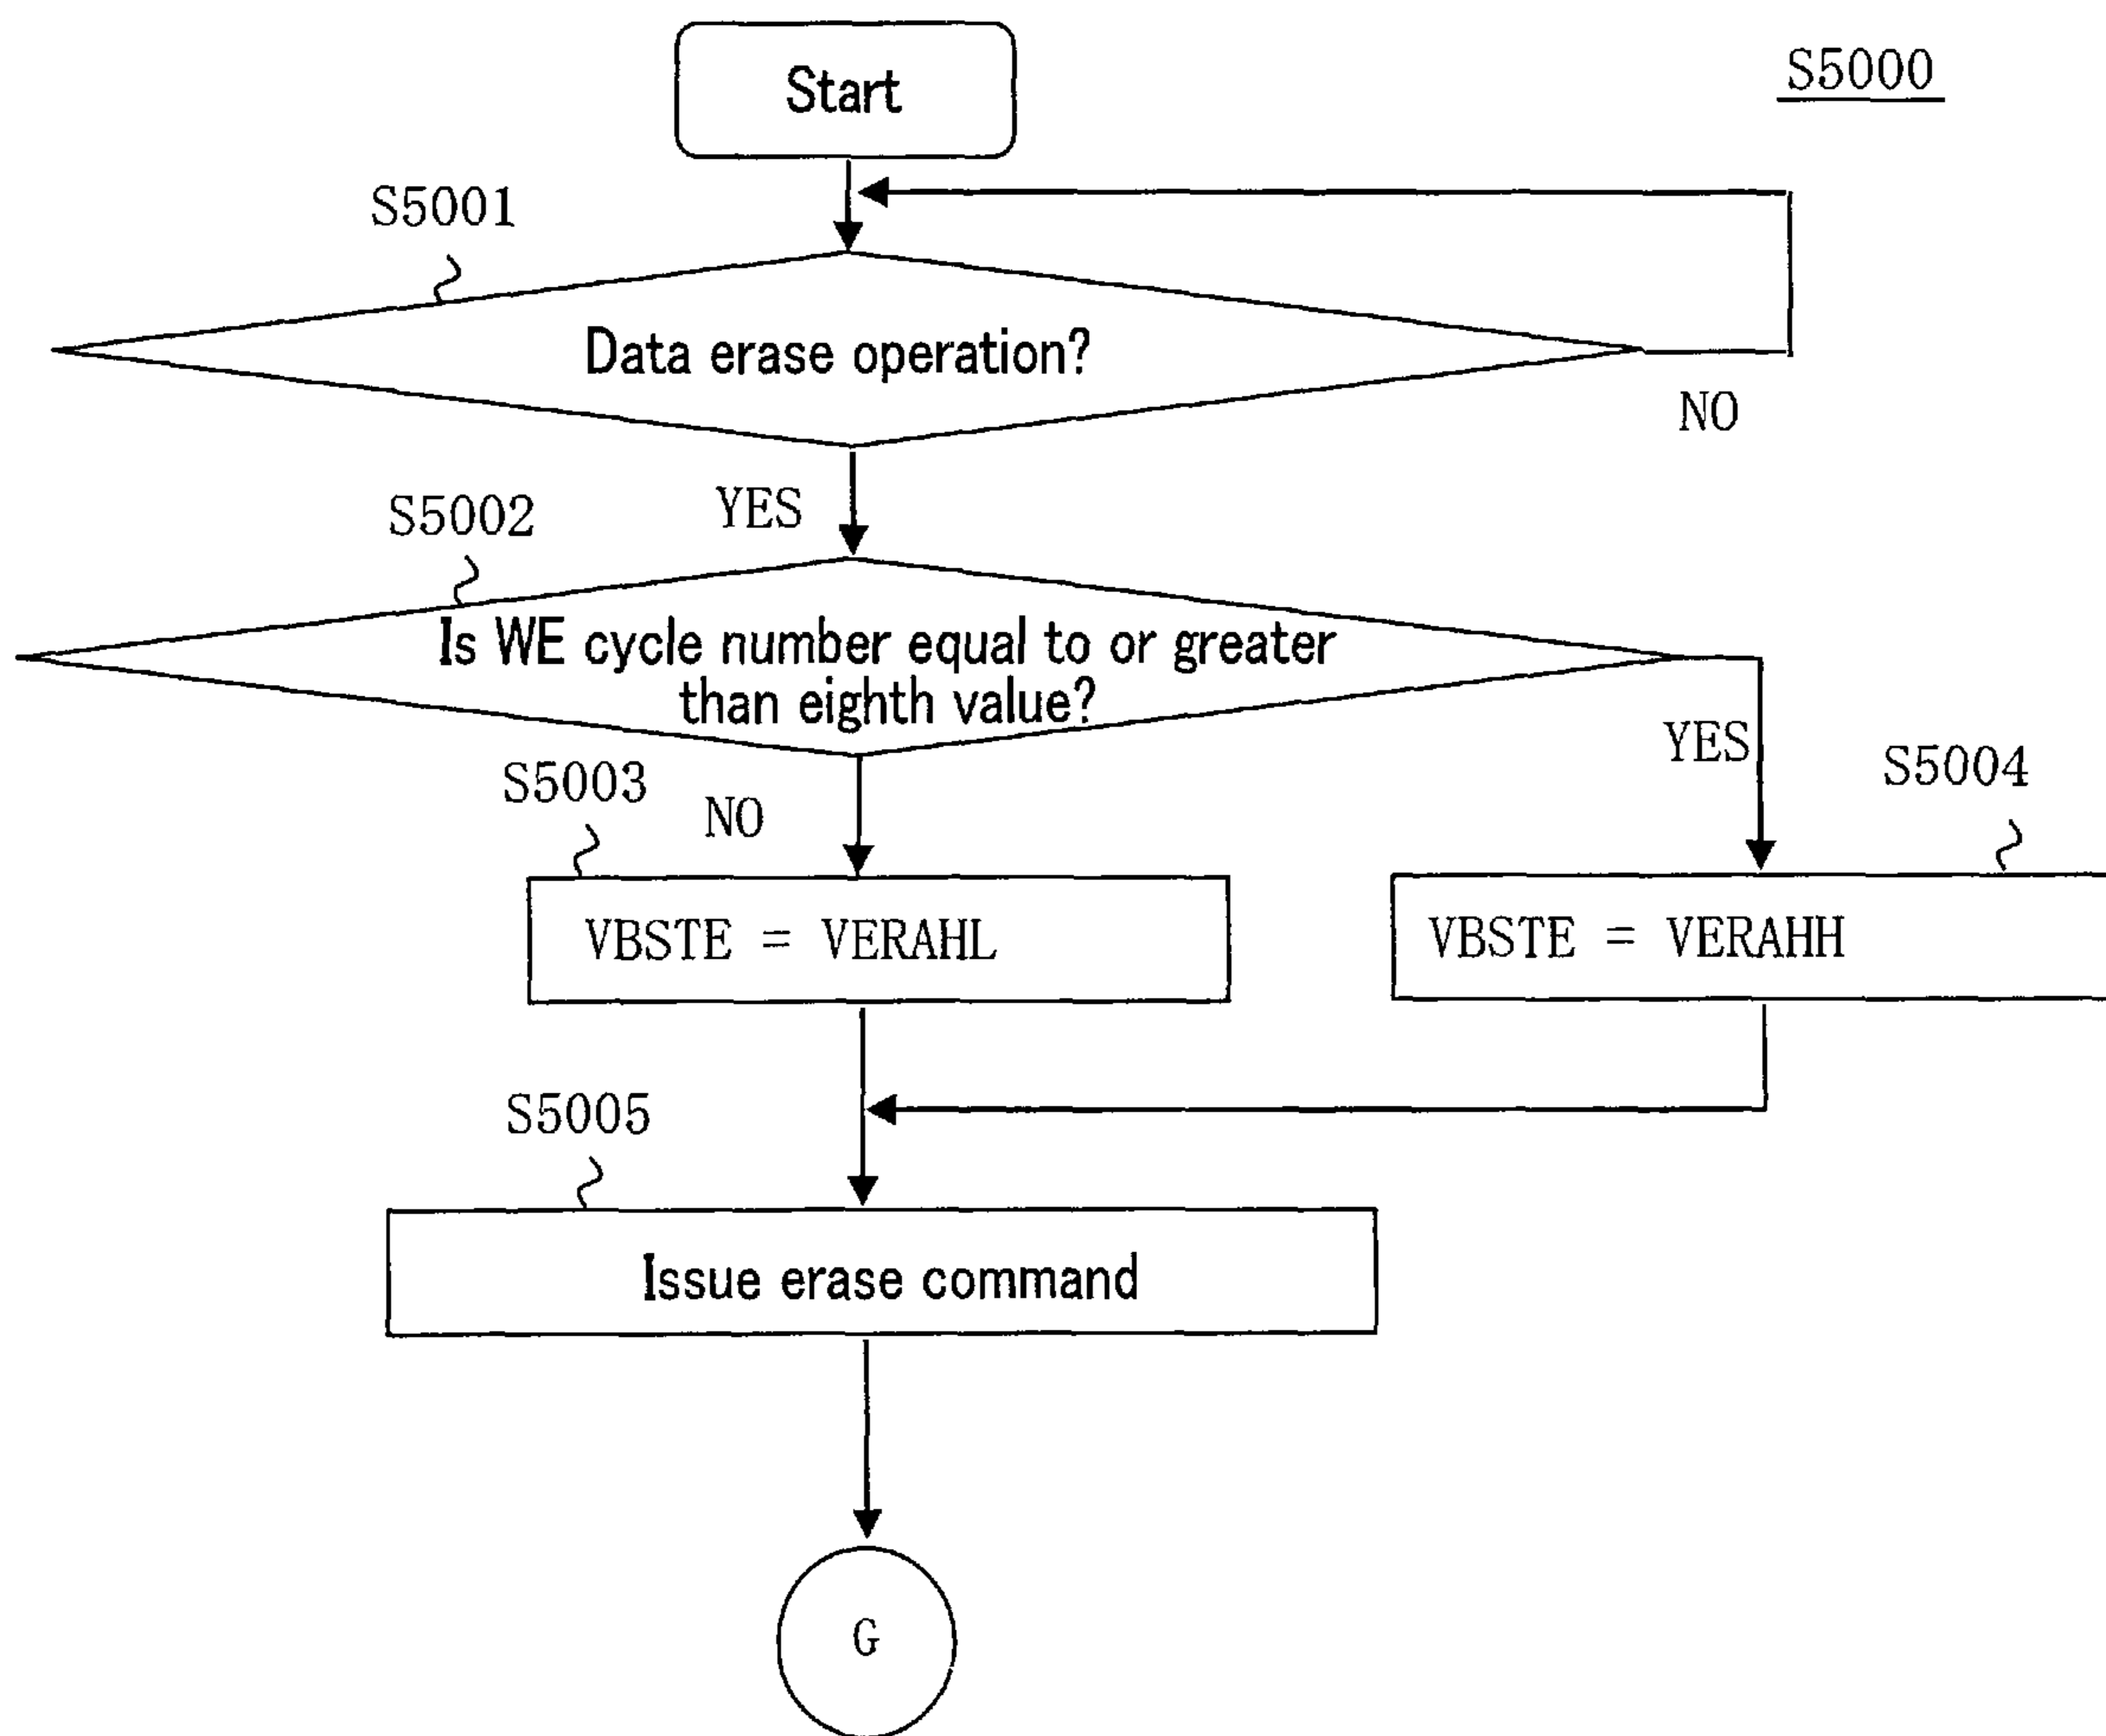 Start
S5000
S5001
Data erase operation?
NO
YES
S5002
Is WE cycle number equal to or greater
than eighth value?
YES
S5003
NO
S5004
VBSTE = VERAHL
VBSTE = VERAHH
S5005
Issue erase command
G